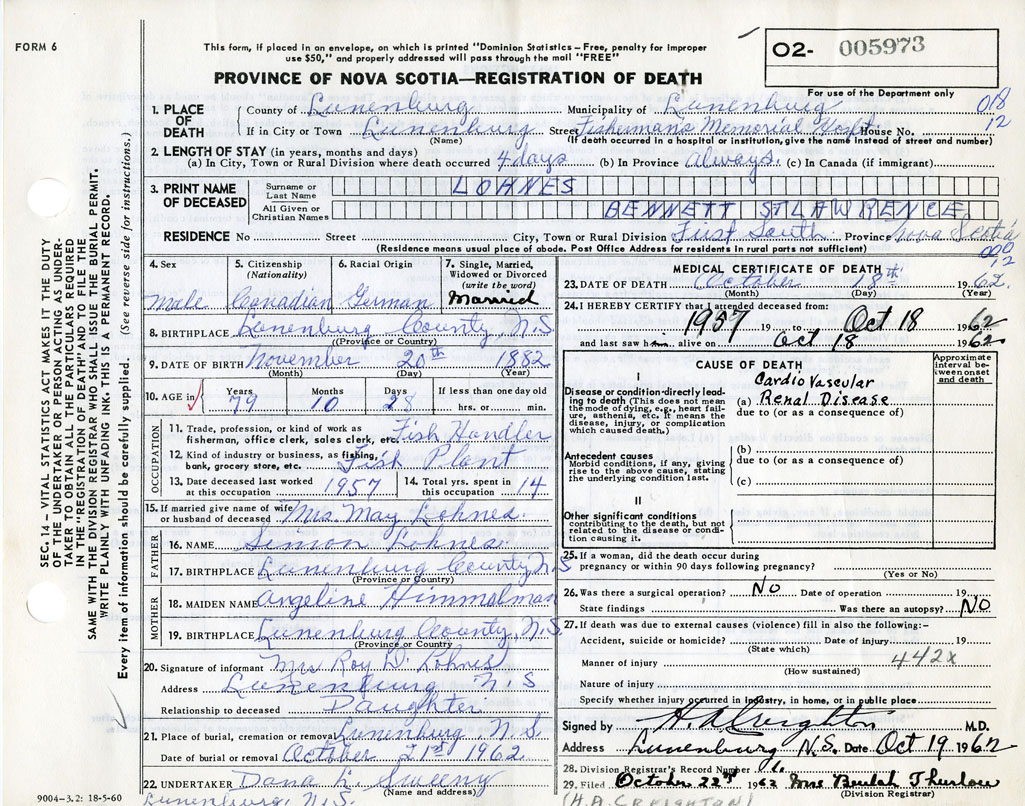 FORM 6
This form, if placed in an envelope, on which is printed "Dominion Statistics – Free, penalty for improper
use $50," and properly addressed will pass through the mail "FREE"
PROVINCE OF NOVA SCOTIA—REGISTRATION OF DEATH
02- 005973
For use of the Department only
018
12
1. PLACE OF DEATH
County of Lunenburg Municipality of Lunenburg
If in City or Town Lunenburg Street Fishermans Memorial Hospt. House No.
(Name) (If death occurred in a hospital or institution, give the name instead of street and number)
2. LENGTH OF STAY (in years, months and days)
(a) In City, Town or Rural Division where death occurred 4 days (b) In Province Always. (c) In Canada (if immigrant)
3. PRINT NAME OF DECEASED
Surname or Last Name LOHNES
All Given or Christian Names BENNETT ST LAWRENCE
RESIDENCE No Street City, Town or Rural Division First South. Province Nova Scotia
(Residence means usual place of abode. Post Office Address for residents in rural parts not sufficient)
12
4. Sex Male
5. Citizenship (Nationality) Canadian
6. Racial Origin German
7. Single, Married, Widowed or Divorced (write the word) Married
8. BIRTHPLACE Lunenburg County, N.S
(Province or Country)
9. DATE OF BIRTH November 20th 1882
(Month) (Day) (Year)
10. AGE in Years Months Days If less than one day old
79 10 28 hrs. or min.
OCCUPATION
11. Trade, profession, or kind of work as fisherman, office clerk, sales clerk, etc. Fish Handler
12. Kind of industry or business, as fishing, bank, grocery store, etc. Fish Plant
13. Date deceased last worked at this occupation 1957
14. Total yrs. spent in this occupation 14
15. If married give name of wife or husband of deceased Mrs. May Lohnes.
FATHER
16. NAME Simon Lohnes.
17. BIRTHPLACE Lunenburg County N.S
(Province or Country)
MOTHER
18. MAIDEN NAME Angeline Himmelman
19. BIRTHPLACE Lunenburg County, N.S.
(Province or Country)
20. Signature of informant Mrs Roy D. Lohnes
Address Lunenburg N.S
Relationship to deceased Daughter
21. Place of burial, cremation or removal Lunenburg N.S.
Date of burial or removal October 21st 1962
22. UNDERTAKER Dana L. Sweeny
(Name and address)
Lunenburg, N.S.
9004–3.2: 18-5-60
MEDICAL CERTIFICATE OF DEATH
23. DATE OF DEATH October 18th 1962.
(Month) (Day) (Year)
24. I HEREBY CERTIFY that I attended deceased from:
1957 19 to Oct 18 1962
and last saw h alive on Oct 18 1962
CAUSE OF DEATH
Approximate interval between onset and death
I
Disease or condition directly leading to death (This does not mean the mode of dying, e.g., heart failure, asthenia, etc. It means the disease, injury, or complication which caused death.)
Cardio Vascular
(a) Renal Disease
due to (or as a consequence of)
Antecedent causes
Morbid conditions, if any, giving rise to the above cause, stating the underlying condition last.
(b)
due to (or as a consequence of)
(c)
II
Other significant conditions
contributing to the death, but not related to the disease or condition causing it.
25. If a woman, did the death occur during pregnancy or within 90 days following pregnancy?
(Yes or No)
26. Was there a surgical operation? No Date of operation 19
State findings Was there an autopsy? No
27. If death was due to external causes (violence) fill in also the following:–
Accident, suicide or homicide? Date of injury 19
(State which)
Manner of injury 442x
(How sustained)
Nature of injury
Specify whether injury occurred in industry, in home, or in public place
Signed by H. A. Creighton M.D.
Address Lunenburg N.S. Date Oct 19 1962
28. Division Registrar's Record Number
29. Filed October 22nd 1962 Mrs Beulah Thurlow
(Division Registrar)
(H.A. CREIGHTON)
SEC. 14 – VITAL STATISTICS ACT MAKES IT THE DUTY
OF THE UNDERTAKER OR PERSON ACTING AS UNDERTAKER
TO OBTAIN ALL THE PARTICULARS REQUIRED
IN THE "REGISTRATION OF DEATH" AND TO FILE THE
SAME WITH THE DIVISION REGISTRAR WHO SHALL ISSUE THE BURIAL PERMIT.
WRITE PLAINLY WITH UNFADING INK. THIS IS A PERMANENT RECORD.
Every item of information should be carefully supplied. (See reverse side for instructions.)